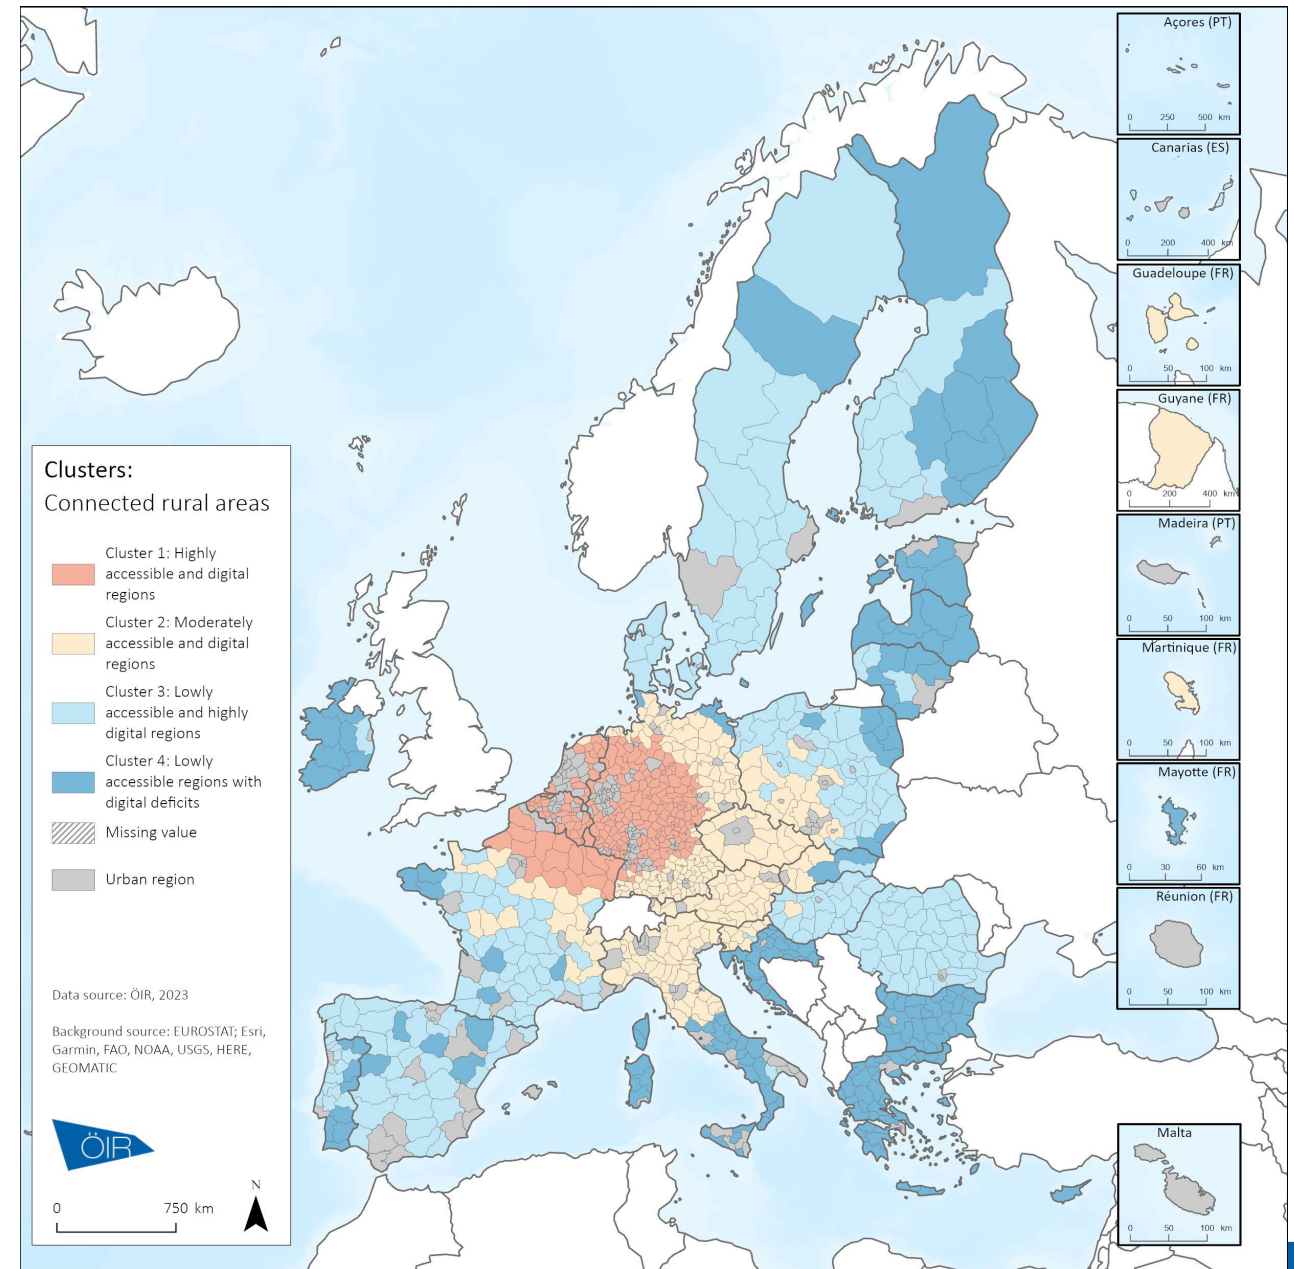 Clusters:
Connected rural areas
Cluster 1: Highly
accessible and digital
regions
Cluster 2: Moderately
accessible and digital
regions
Cluster 3: Lowly
accessible and highly
digital regions
Cluster 4: Lowly
accessible regions with
digital deficits
Missing value
Urban region
Data source: ÖIR, 2023
Background source: EUROSTAT; Esri,
Garmin, FAO, NOAA, USGS, HERE,
GEOMATIC
ÖIR
N
0 750 km
Açores (PT)
0 250 500 km
Canarias (ES)
0 200 400 km
Guadeloupe (FR)
0 50 100 km
Guyane (FR)
0 200 400 km
Madeira (PT)
0 50 100 km
Martinique (FR)
0 50 100 km
Mayotte (FR)
0 30 60 km
Réunion (FR)
0 50 100 km
Malta
0 50 100 km